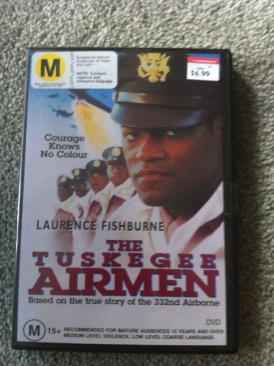 M
$6.99
Courage
Knows
No Colour
LAURENCE FISHBURNE
THE
TUSKEGEE
AIRMEN
Based on the true story of the 332nd Airborne
DVD
M 15+ RECOMMENDED FOR MATURE AUDIENCES 15 YEARS AND OVER.
MEDIUM LEVEL VIOLENCE, LOW LEVEL COARSE LANGUAGE.